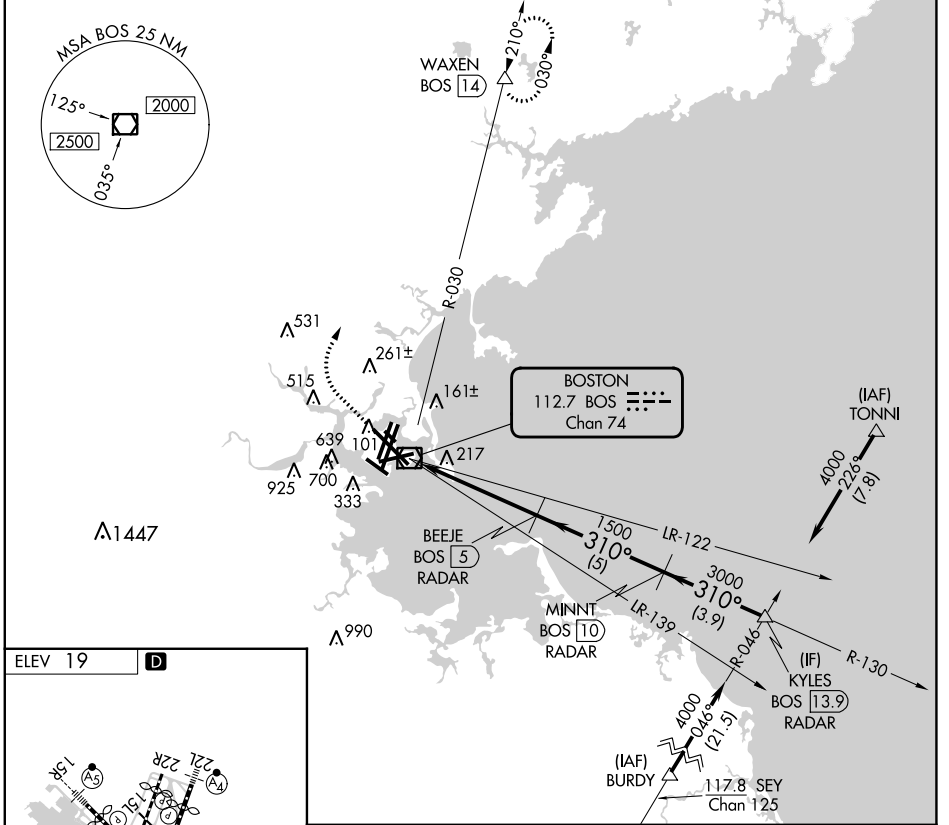 MSA BOS 25 NM
125°
2000
2500
035°
210°
030°
WAXEN
BOS 14
R-030
531
261±
515
161±
BOSTON
112.7 BOS
Chan 74
(IAF)
TONNI
4000
226°
(7.8)
639
101
217
925
700
333
1447
BEEJE
BOS 5
RADAR
1500
310°
(5)
LR-122
3000
310°
(3.9)
MINNT
BOS 10
RADAR
LR-139
R-046
R-130
(IF)
KYLES
BOS 13.9
RADAR
990
4000
046°
(21.5)
(IAF)
BURDY
117.8 SEY
Chan 125
ELEV 19
D
15R
A5
22R
22L
A4
15L
P
P
P